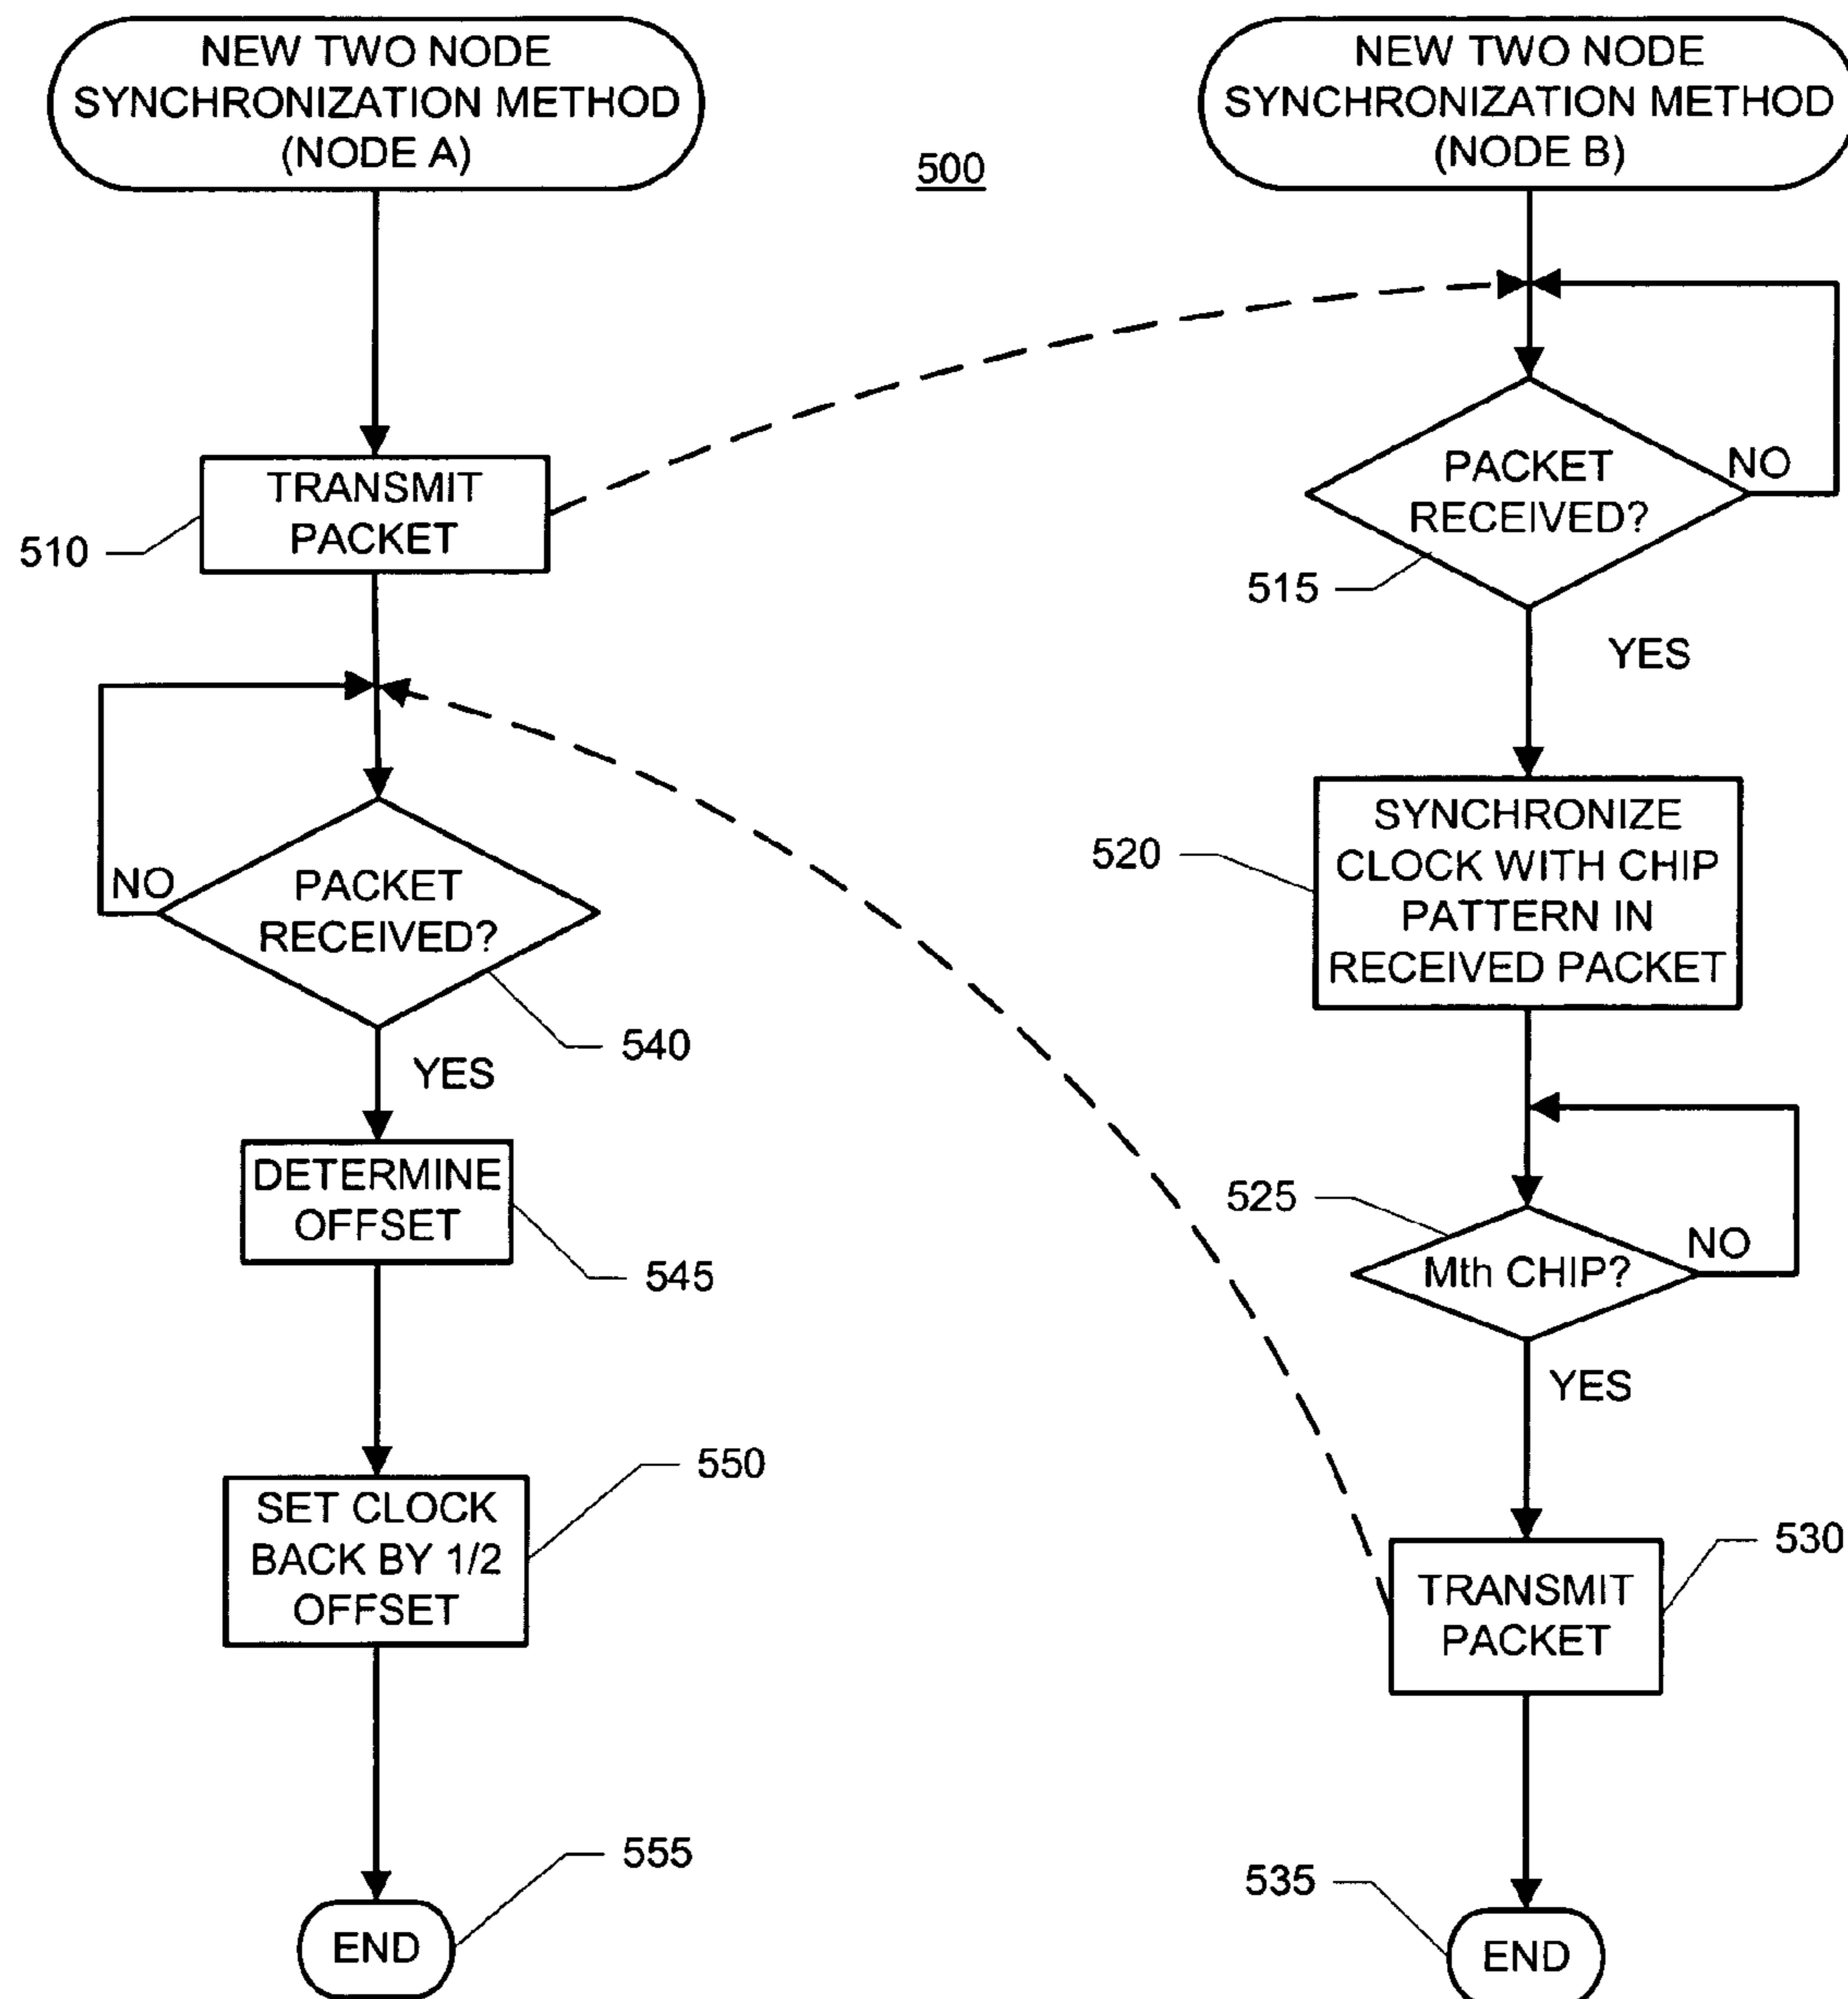 NEW TWO NODE
SYNCHRONIZATION METHOD
(NODE A)
500
NEW TWO NODE
SYNCHRONIZATION METHOD
(NODE B)
TRANSMIT
PACKET
510
PACKET
RECEIVED?
NO
515
YES
PACKET
RECEIVED?
NO
540
YES
SYNCHRONIZE
CLOCK WITH CHIP
PATTERN IN
RECEIVED PACKET
520
DETERMINE
OFFSET
545
525
Mth CHIP?
NO
YES
SET CLOCK
BACK BY 1/2
OFFSET
550
TRANSMIT
PACKET
530
555
END
535
END